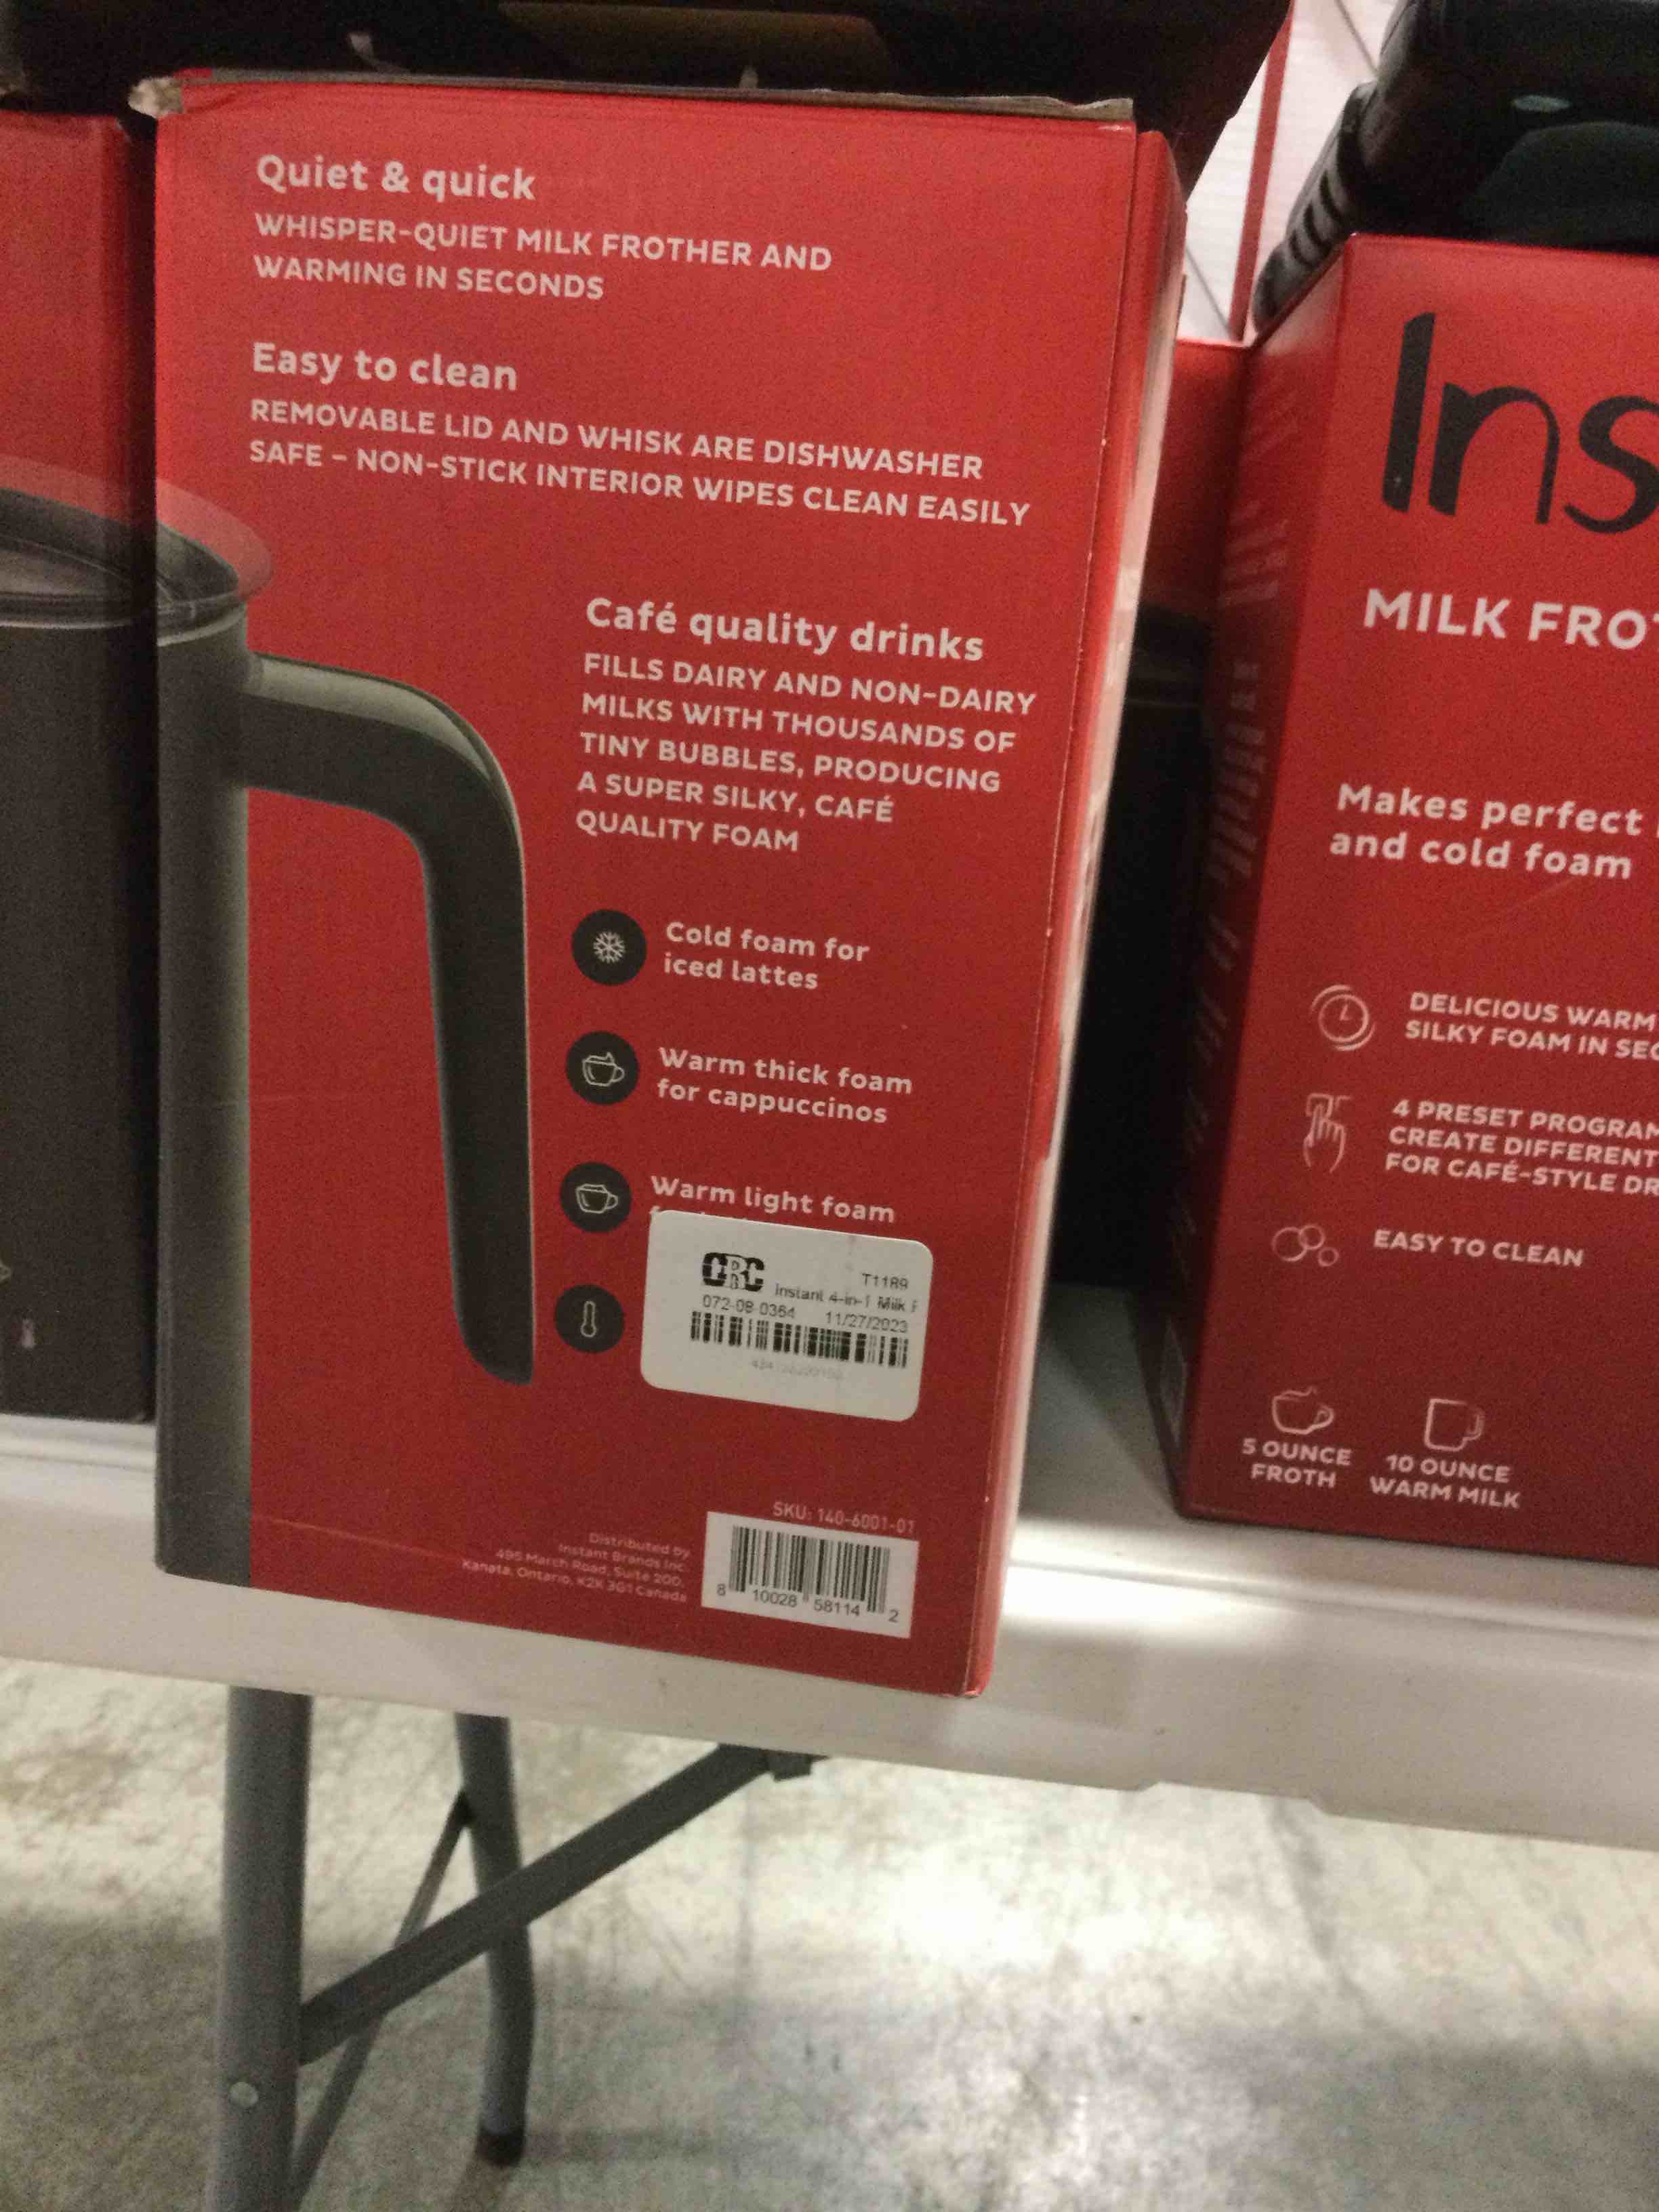 Quiet & quick
WHISPER-QUIET MILK FROTHER AND
WARMING IN SECONDS
Easy to clean
REMOVABLE LID AND WHISK ARE DISHWASHER
SAFE – NON-STICK INTERIOR WIPES CLEAN EASILY
Café quality drinks
FILLS DAIRY AND NON-DAIRY
MILKS WITH THOUSANDS OF
TINY BUBBLES, PRODUCING
A SUPER SILKY, CAFÉ
QUALITY FOAM
Cold foam for
iced lattes
Warm thick foam
for cappuccinos
Warm light foam
CRC
T1189
Instant 4-in-1 Milk F
072-08-0364 11/27/2023
SKU: 140-6001-01
Distributed by
Instant Brands Inc.
495 March Road, Suite 200,
Kanata, Ontario, K2K 3G1 Canada
8 10028 58114 2
Ins
MILK FRO
Makes perfect
and cold foam
DELICIOUS WARM
SILKY FOAM IN SEC
4 PRESET PROGRAM
CREATE DIFFERENT
FOR CAFÉ-STYLE DR
EASY TO CLEAN
5 OUNCE
FROTH
10 OUNCE
WARM MILK